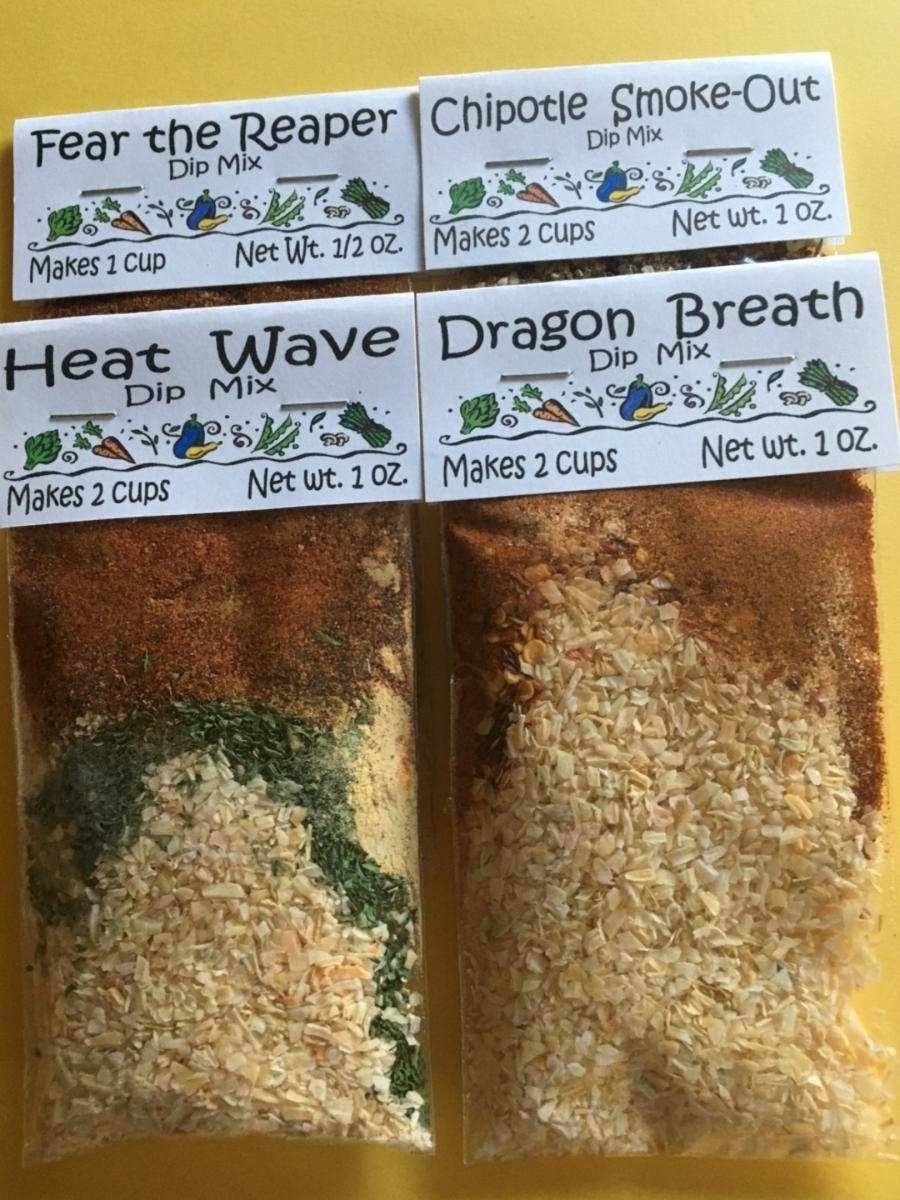 Fear the Reaper
Dip Mix
Makes 1 cup
Net Wt. 1/2 oz.
Chipotle Smoke-Out
Dip Mix
Makes 2 cups
Net wt. 1 oz.
Heat Wave
Dip Mix
Makes 2 cups
Net wt. 1 oz.
Dragon Breath
Dip Mix
Makes 2 cups
Net wt. 1 oz.